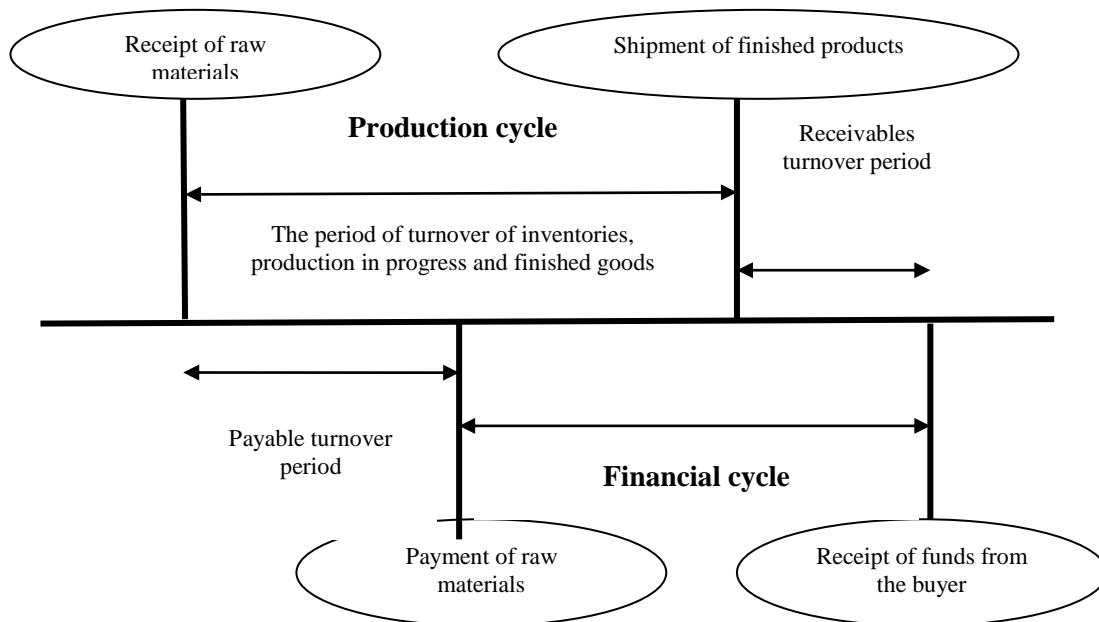 Receipt of raw
materials
Shipment of finished products
Production cycle
Receivables
turnover period
The period of turnover of inventories,
production in progress and finished goods
Payable turnover
period
Financial cycle
Payment of raw
materials
Receipt of funds from
the buyer